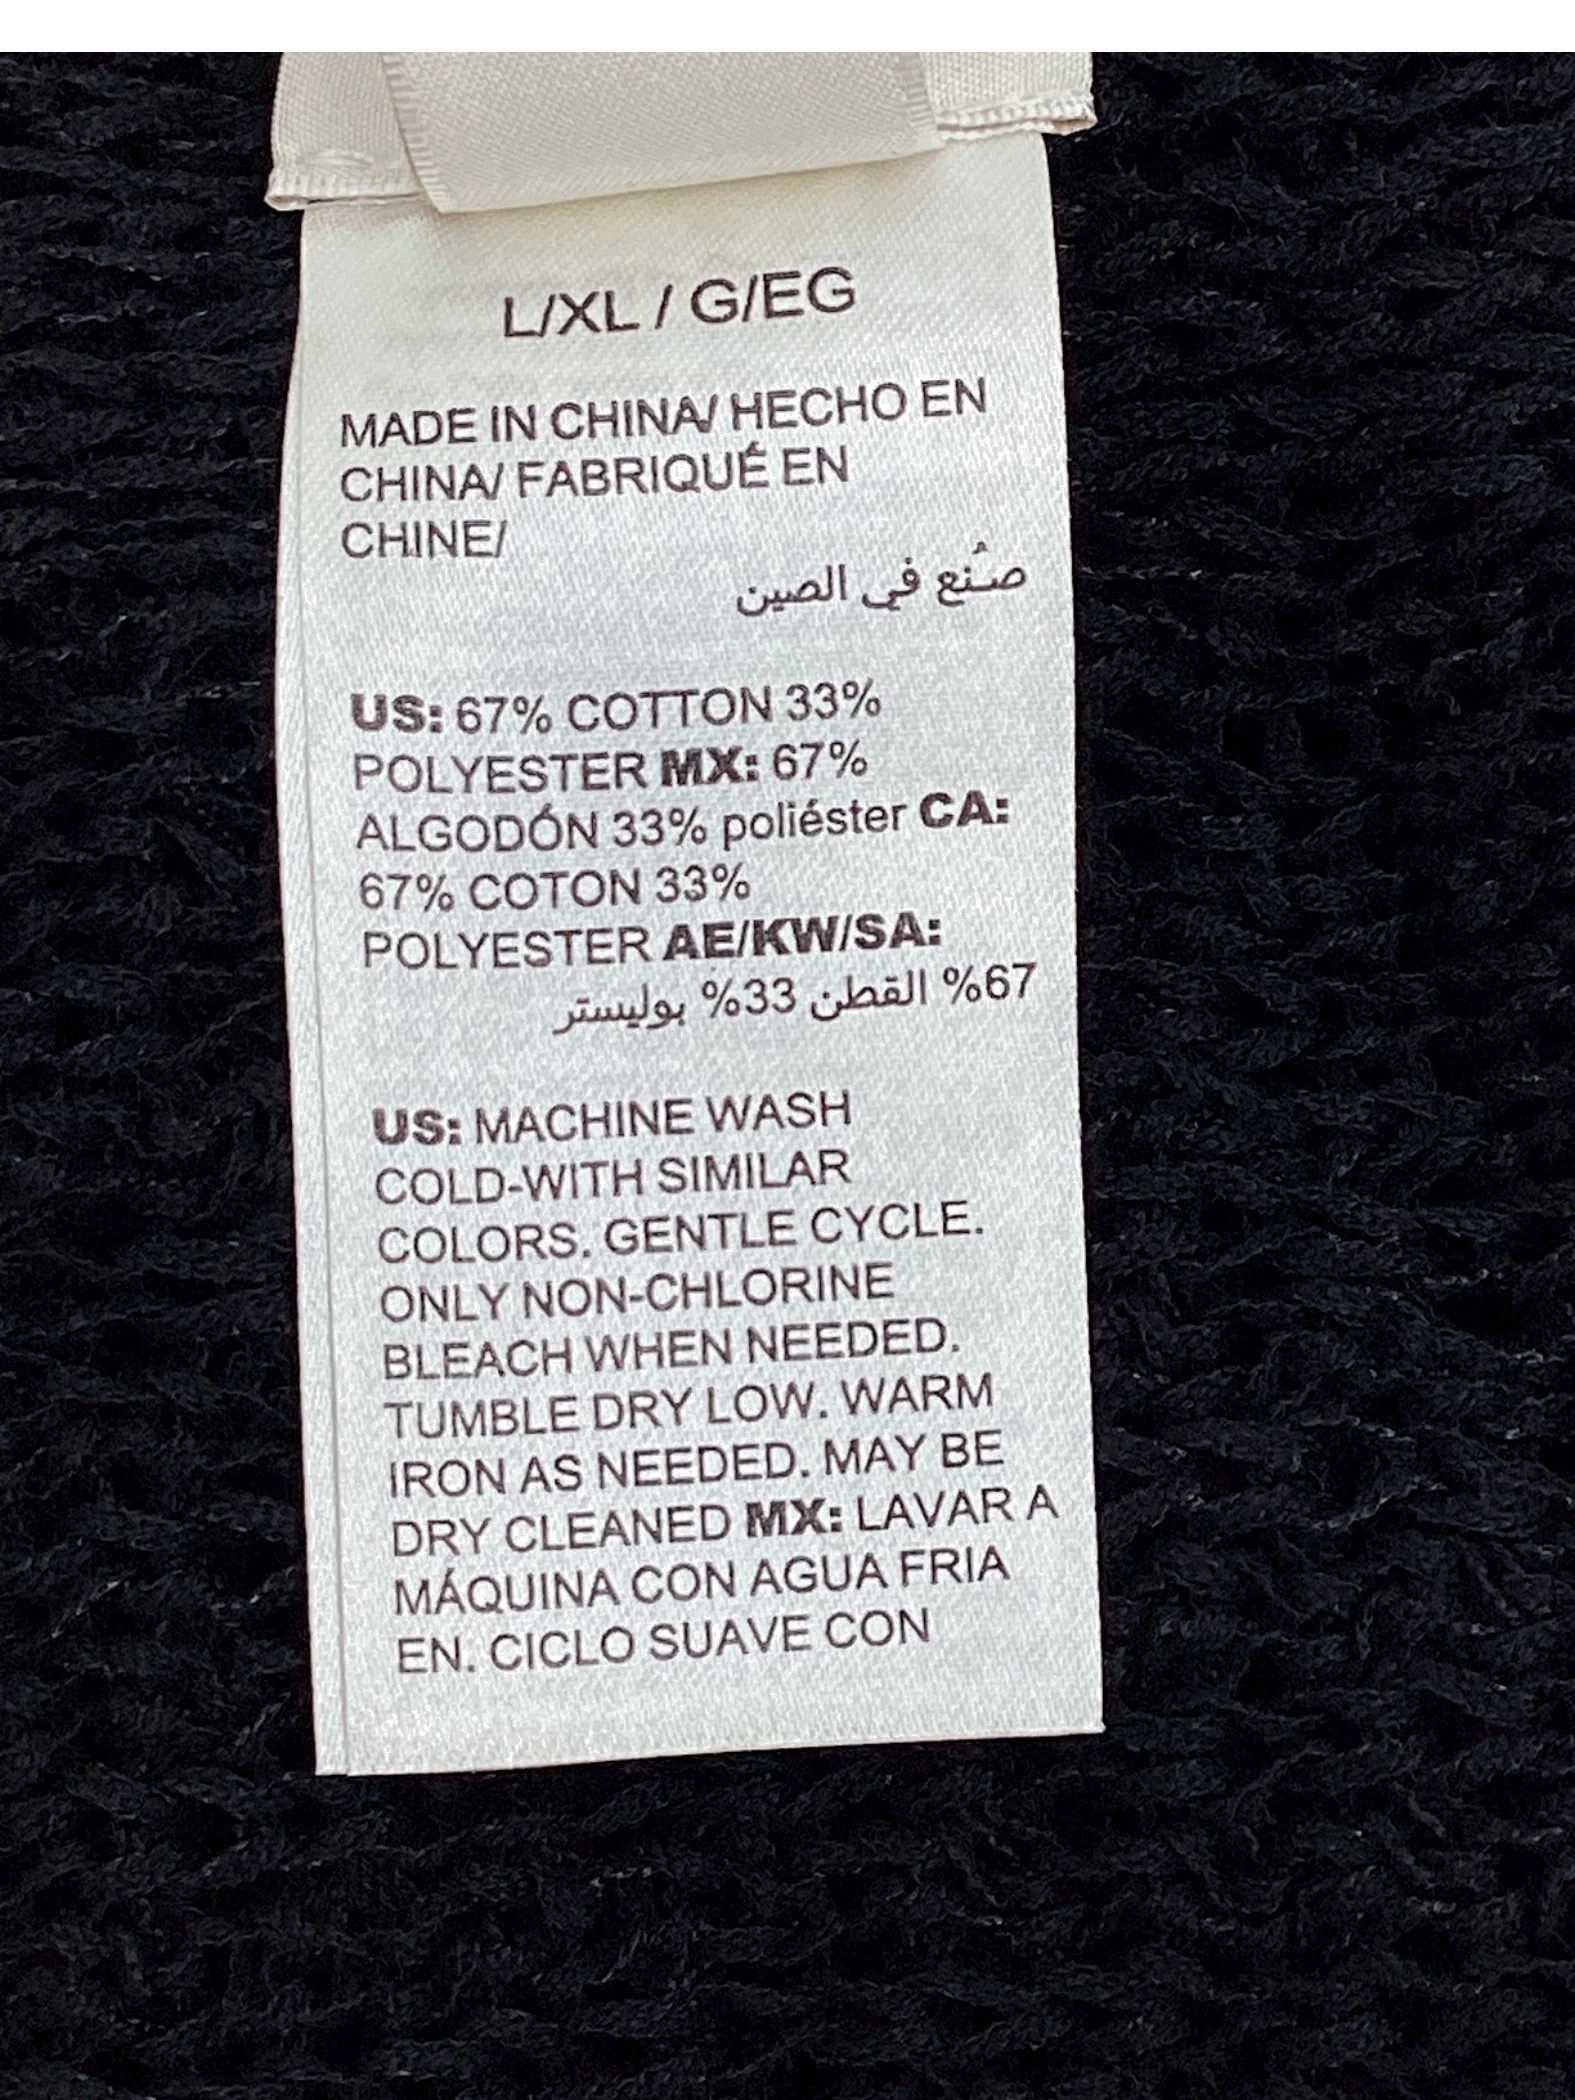 L/XL / G/EG
MADE IN CHINA/ HECHO EN
CHINA/ FABRIQUÉ EN
CHINE/
صُنع في الصين
US: 67% COTTON 33%
POLYESTER MX: 67%
ALGODÓN 33% poliéster CA:
67% COTON 33%
POLYESTER AE/KW/SA:
67% القطن 33% بوليستر
US: MACHINE WASH
COLD-WITH SIMILAR
COLORS. GENTLE CYCLE.
ONLY NON-CHLORINE
BLEACH WHEN NEEDED.
TUMBLE DRY LOW. WARM
IRON AS NEEDED. MAY BE
DRY CLEANED MX: LAVAR A
MÁQUINA CON AGUA FRIA
EN. CICLO SUAVE CON